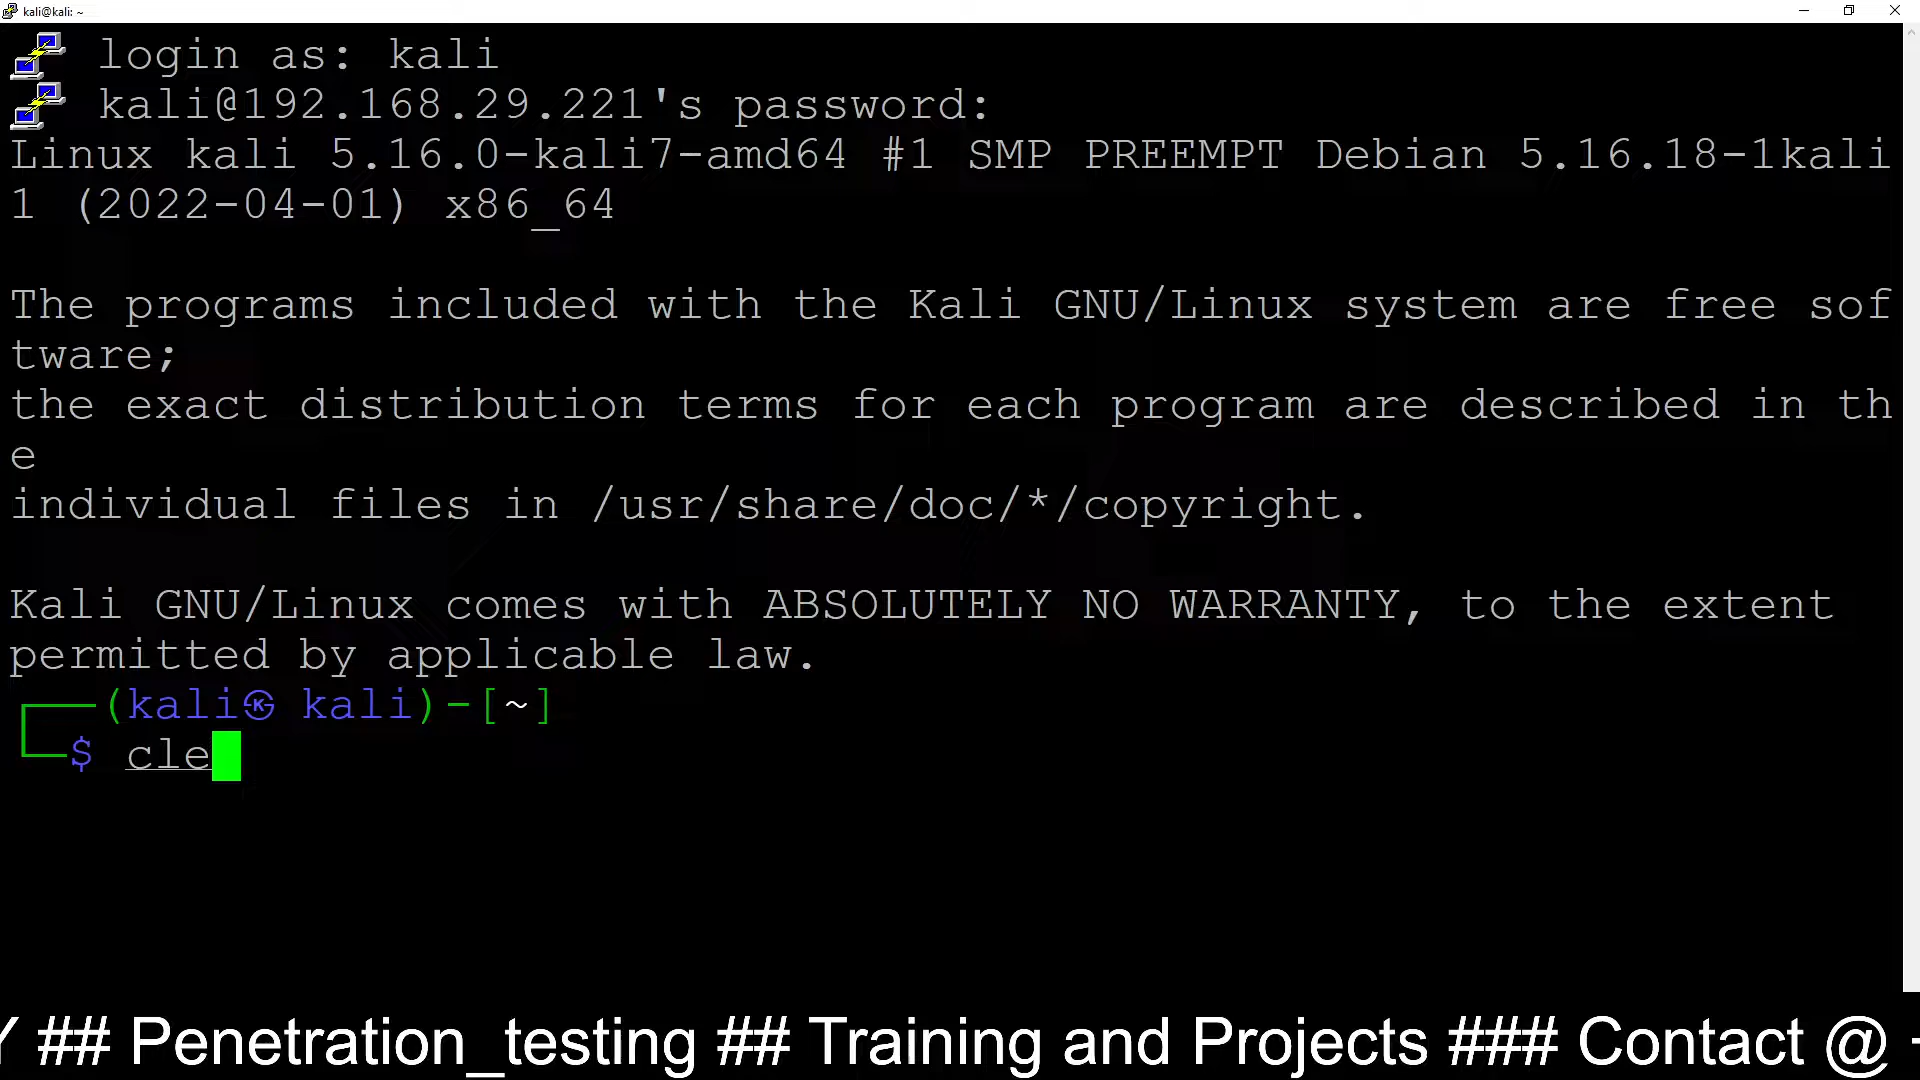 kali@kali: ~
login as: kali
kali@192.168.29.221's password:
Linux kali 5.16.0-kali7-amd64 #1 SMP PREEMPT Debian 5.16.18-1kali
1 (2022-04-01) x86_64
The programs included with the Kali GNU/Linux system are free sof
tware;
the exact distribution terms for each program are described in th
e
individual files in /usr/share/doc/*/copyright.
Kali GNU/Linux comes with ABSOLUTELY NO WARRANTY, to the extent
permitted by applicable law.
┌──(kali㉿kali)-[~]
└─$ cle
Y ## Penetration_testing ## Training and Projects ### Contact @